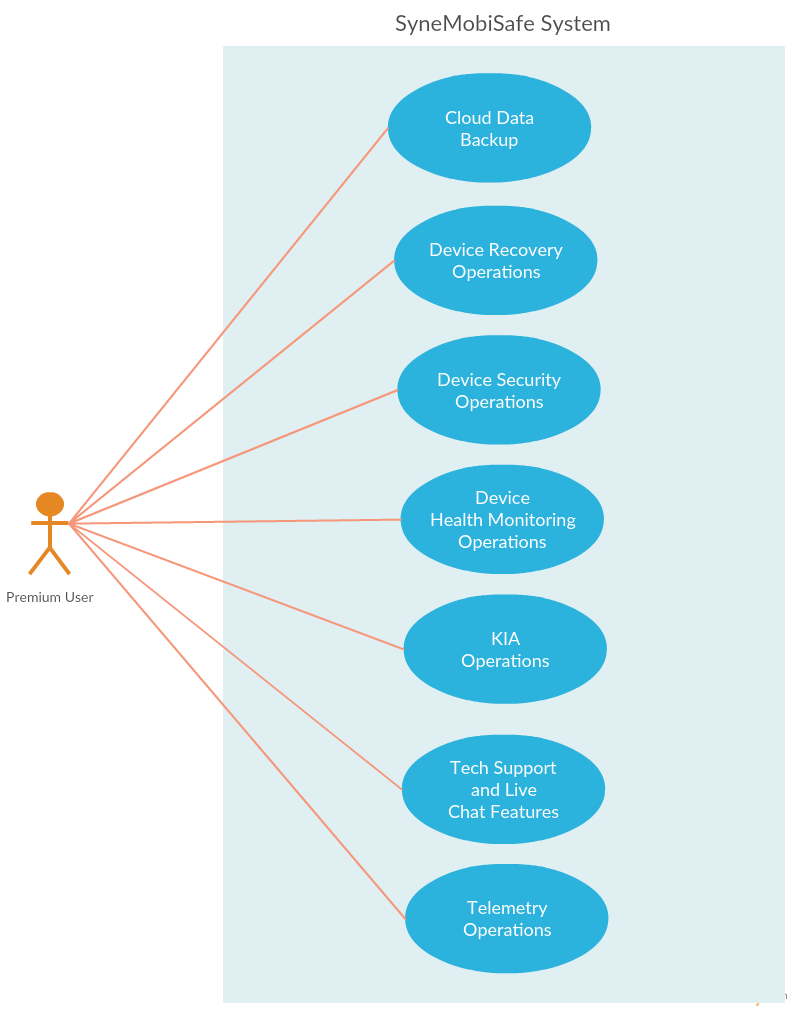 SyneMobiSafe System
Cloud Data
Backup
Device Recovery
Operations
Device Security
Operations
Device
Health Monitoring
Operations
Premium User
KIA
Operations
Tech Support
and Live
Chat Features
Telemetry
Operations